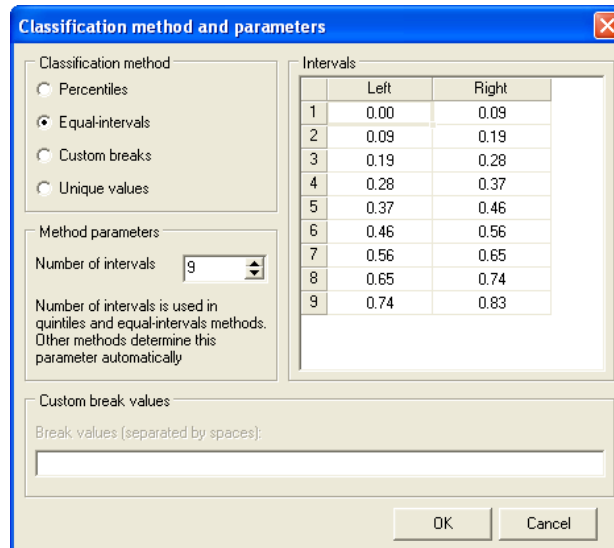 Classification method and parameters
Classification method
Percentiles
Equal-intervals
Custom breaks
Unique values
Method parameters
Number of intervals 9
Number of intervals is used in
quintiles and equal-intervals methods.
Other methods determine this
parameter automatically
Intervals
Left Right
1 0.00 0.09
2 0.09 0.19
3 0.19 0.28
4 0.28 0.37
5 0.37 0.46
6 0.46 0.56
7 0.56 0.65
8 0.65 0.74
9 0.74 0.83
Custom break values
Break values (separated by spaces):
OK Cancel